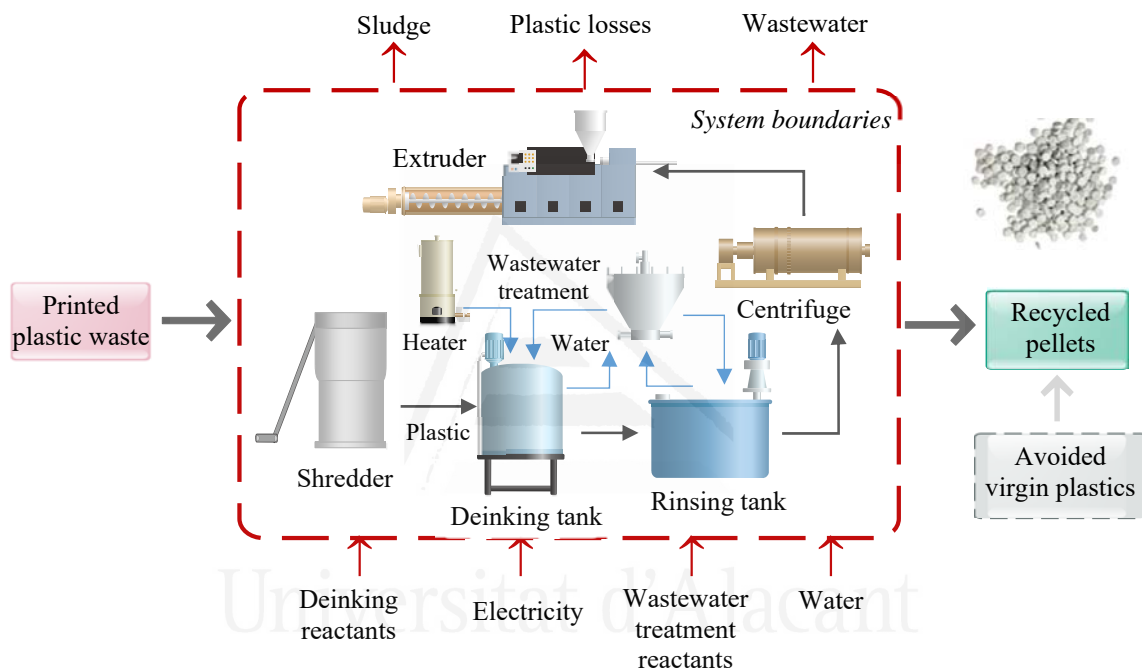 Sludge
Plastic losses
Wastewater
System boundaries
Extruder
Wastewater
treatment
Centrifuge
Printed
plastic waste
Recycled
pellets
Heater
Water
Plastic
Shredder
Avoided
virgin plastics
Deinking tank
Rinsing tank
Deinking
reactants
Electricity
Wastewater
treatment
reactants
Water
Universitat d'Alacant